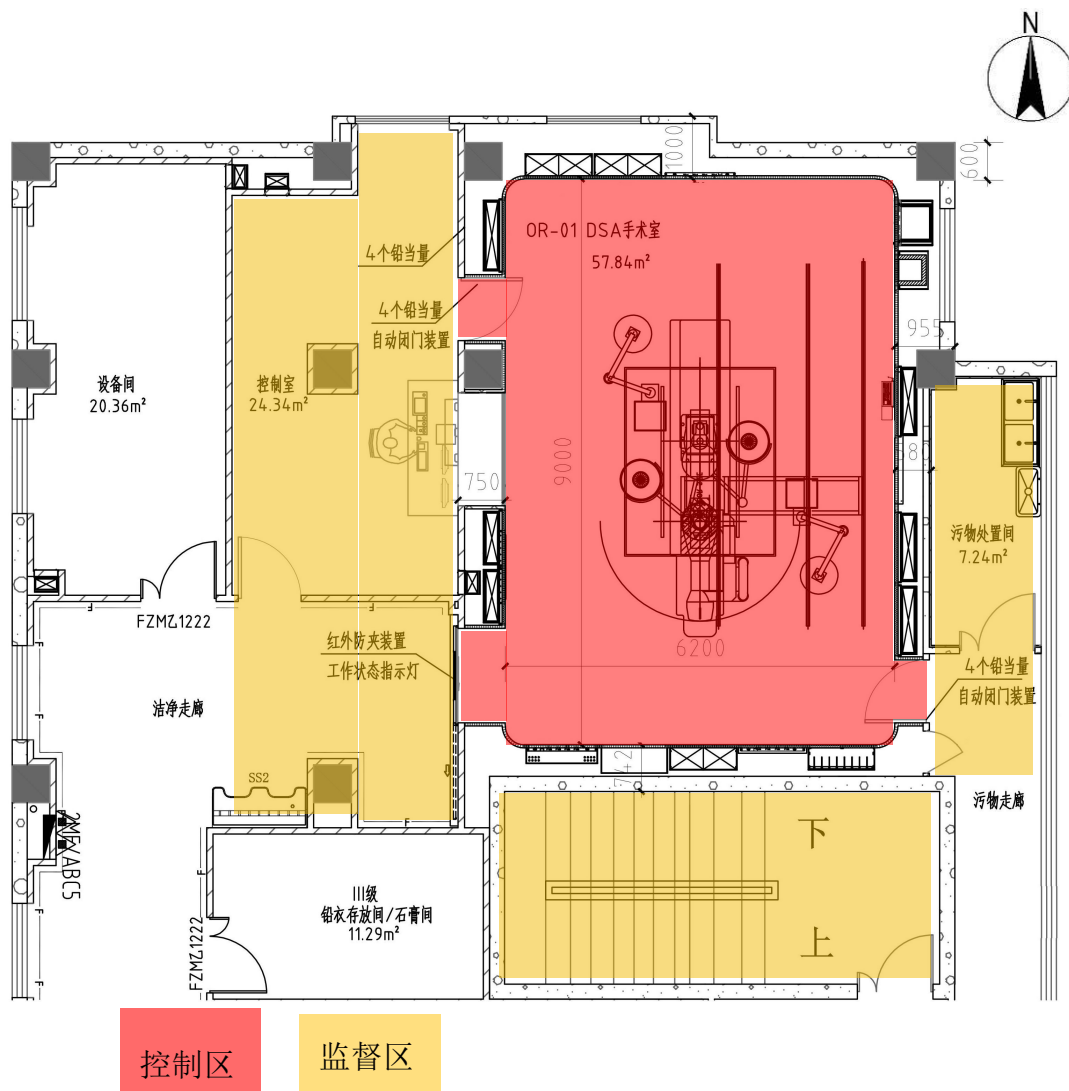 N
1000
600
OR-01 DSA手术室
57.84m²
4个铅当量
4个铅当量
自动闭门装置
955
设备间
20.36m²
控制室
24.34m²
750
9000
污物处置间
7.24m²
FZMZ1222
红外防夹装置
工作状态指示灯
6200
4个铅当量
自动闭门装置
洁净走廊
SS2
742
污物走廊
2MF/ABC5
下
III级
铅衣存放间/石膏间
11.29m²
FZMZ1222
上
控制区
监督区